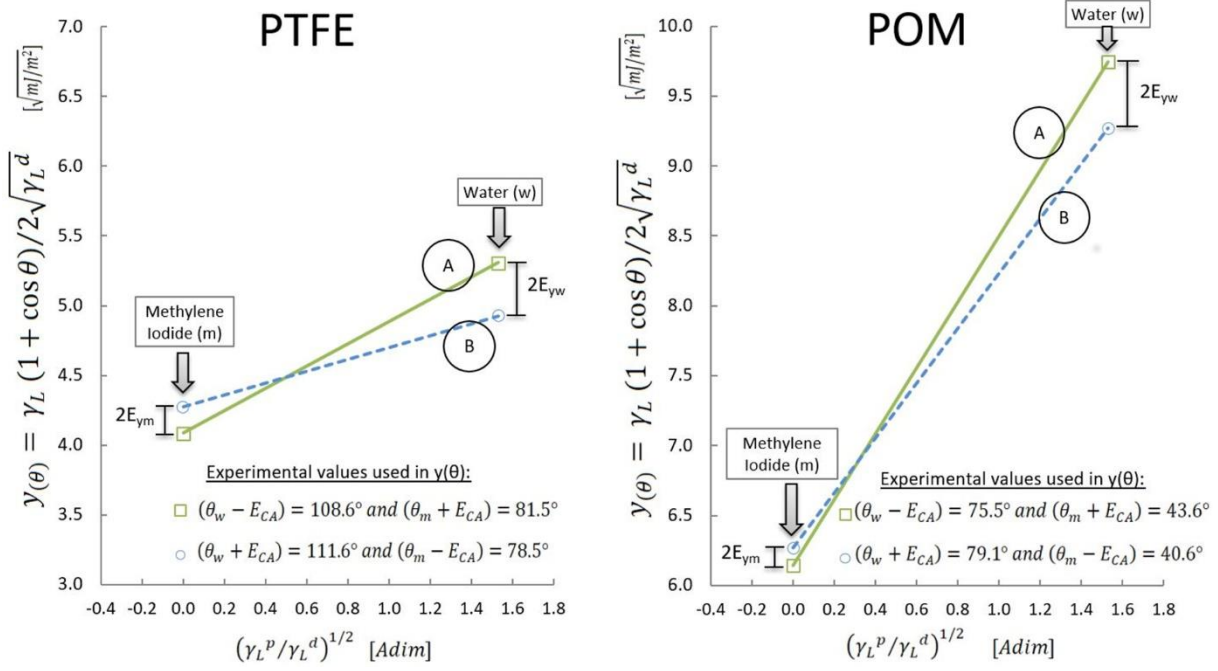 PTFE
[√mJ/m²]
y(θ) = γL (1 + cos θ)/2√γL^d
7.0
6.5
6.0
5.5
5.0
4.5
4.0
3.5
3.0
Water (w)
A
2Eyw
Methylene
Iodide (m)
B
2Eym
Experimental values used in y(θ):
(θw − ECA) = 108.6° and (θm + ECA) = 81.5°
(θw + ECA) = 111.6° and (θm − ECA) = 78.5°
-0.4 -0.2 0.0 0.2 0.4 0.6 0.8 1.0 1.2 1.4 1.6 1.8
(γL^p/γL^d)^1/2 [Adim]
POM
[√mJ/m²]
y(θ) = γL (1 + cos θ)/2√γL^d
10.0
9.5
9.0
8.5
8.0
7.5
7.0
6.5
6.0
Water (w)
2Eyw
A
B
Methylene
Iodide (m)
2Eym
Experimental values used in y(θ):
(θw − ECA) = 75.5° and (θm + ECA) = 43.6°
(θw + ECA) = 79.1° and (θm − ECA) = 40.6°
-0.4 -0.2 0.0 0.2 0.4 0.6 0.8 1.0 1.2 1.4 1.6 1.8
(γL^p/γL^d)^1/2 [Adim]